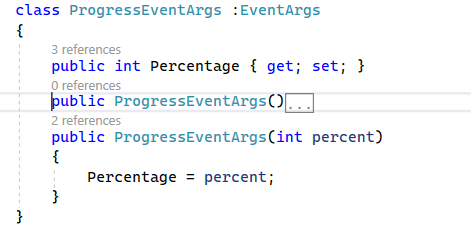 class ProgressEventArgs :EventArgs
{
3 references
public int Percentage { get; set; }
0 references
public ProgressEventArgs()...
2 references
public ProgressEventArgs(int percent)
{
Percentage = percent;
}
}